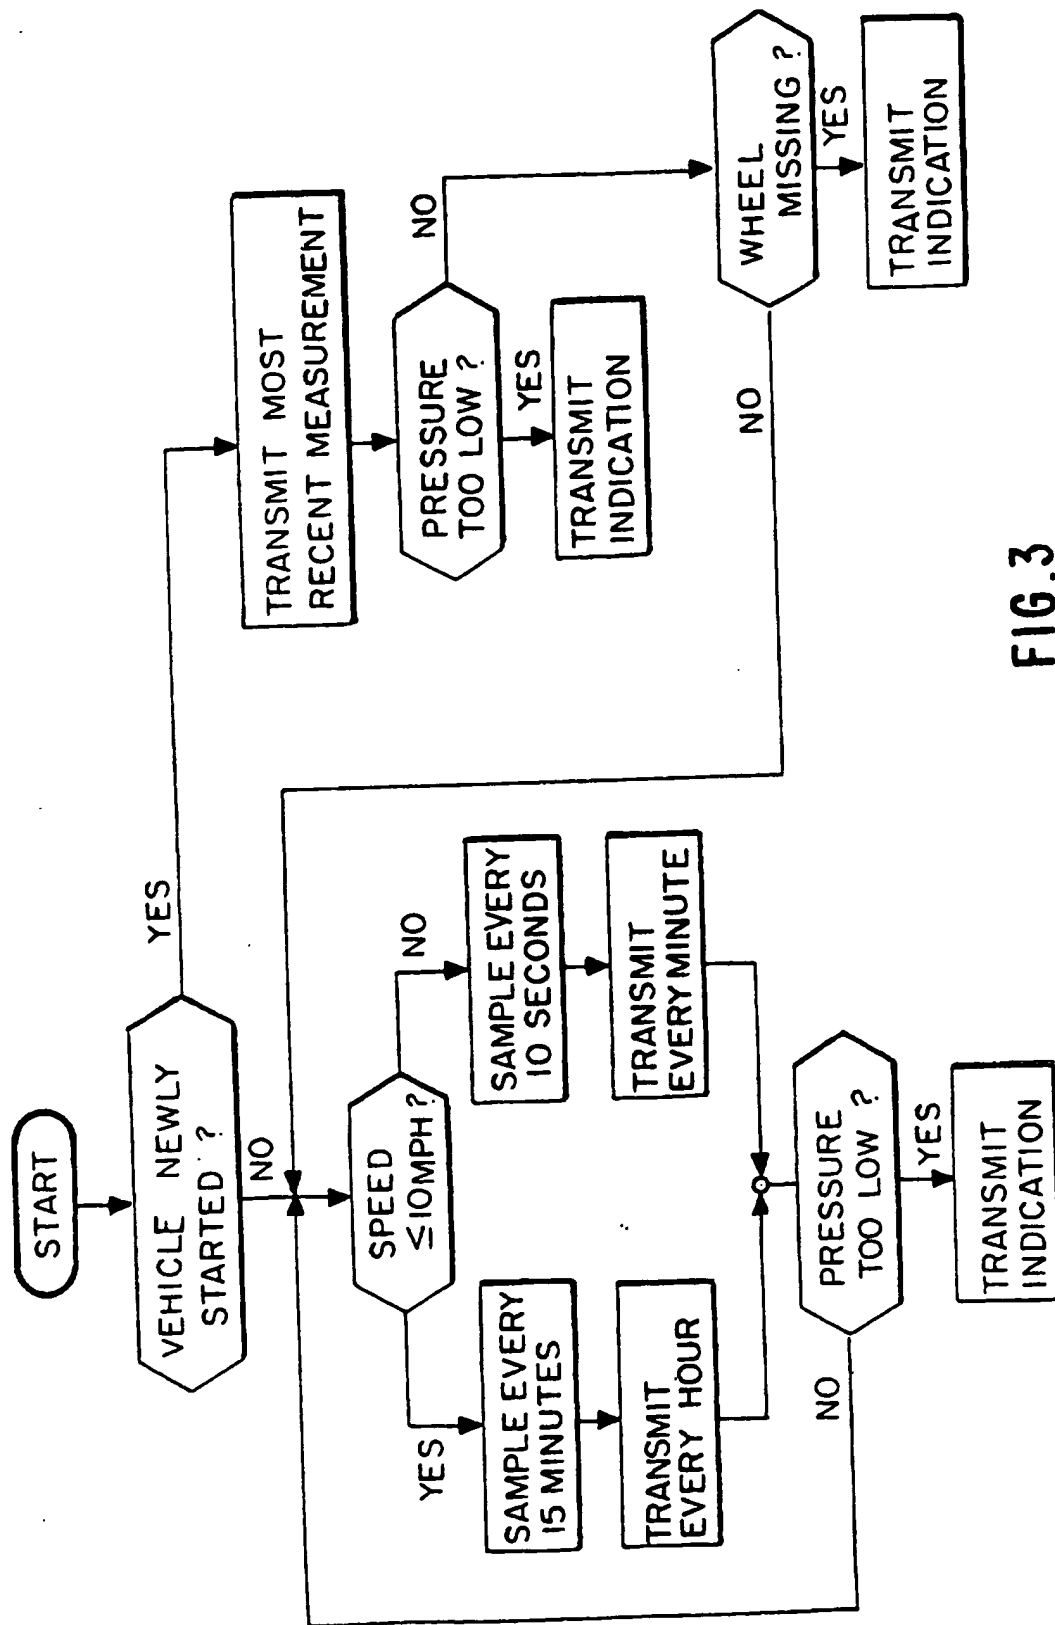 START
VEHICLE NEWLY
STARTED ?
YES
NO
TRANSMIT MOST
RECENT MEASUREMENT
PRESSURE
TOO LOW ?
NO
YES
TRANSMIT
INDICATION
WHEEL
MISSING ?
NO
YES
TRANSMIT
INDICATION
SPEED
≤10MPH ?
YES
NO
SAMPLE EVERY
15 MINUTES
SAMPLE EVERY
10 SECONDS
TRANSMIT
EVERY HOUR
TRANSMIT
EVERY MINUTE
PRESSURE
TOO LOW ?
NO
YES
TRANSMIT
INDICATION
FIG.3